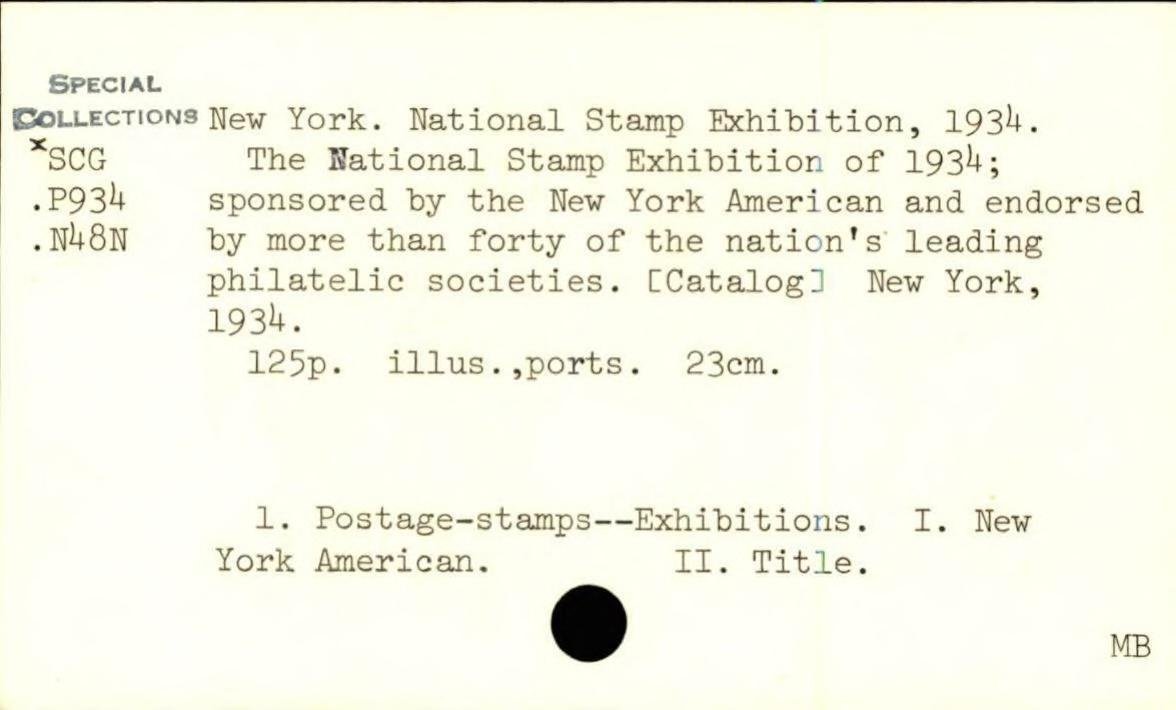 SPECIAL
COLLECTIONS New York. National Stamp Exhibition, 1934.
xSCG The National Stamp Exhibition of 1934;
.P934 sponsored by the New York American and endorsed
.N48N by more than forty of the nation's leading
philatelic societies. [Catalog] New York,
1934.
125p. illus.,ports. 23cm.
1. Postage-stamps--Exhibitions. I. New
York American. II. Title.
MB